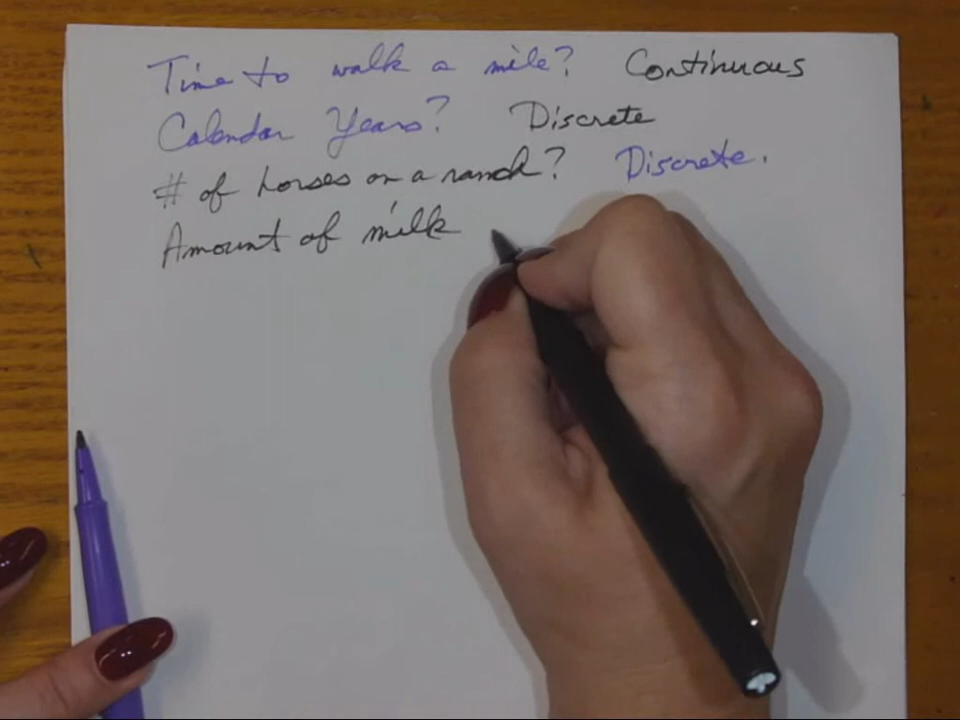 Time to walk a mile? Continuous
Calendar Years? Discrete
# of horses on a ranch? Discrete.
Amount of milk